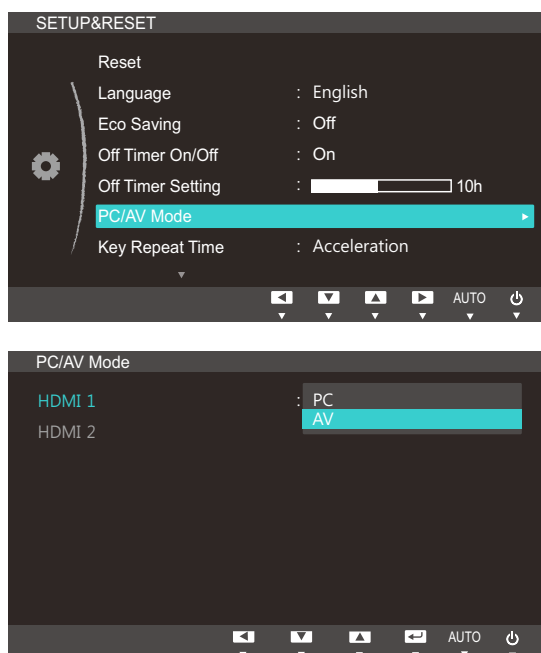 SETUP&RESET
Reset
Language : English
Eco Saving : Off
Off Timer On/Off : On
Off Timer Setting : 10h
PC/AV Mode
Key Repeat Time : Acceleration
AUTO
PC/AV Mode
HDMI 1 : PC
AV
HDMI 2
AUTO